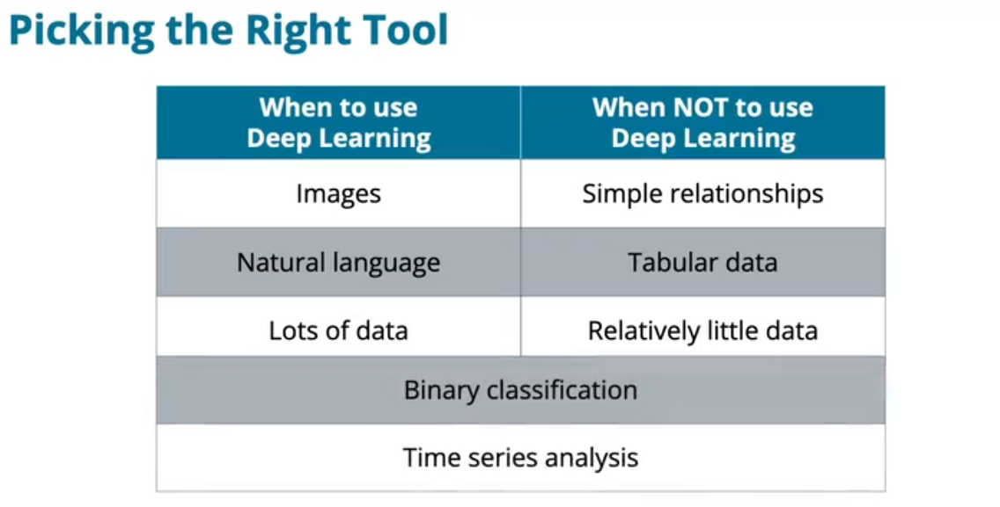 Picking the Right Tool
When to use
Deep Learning
When NOT to use
Deep Learning
Images
Simple relationships
Natural language
Tabular data
Lots of data
Relatively little data
Binary classification
Time series analysis